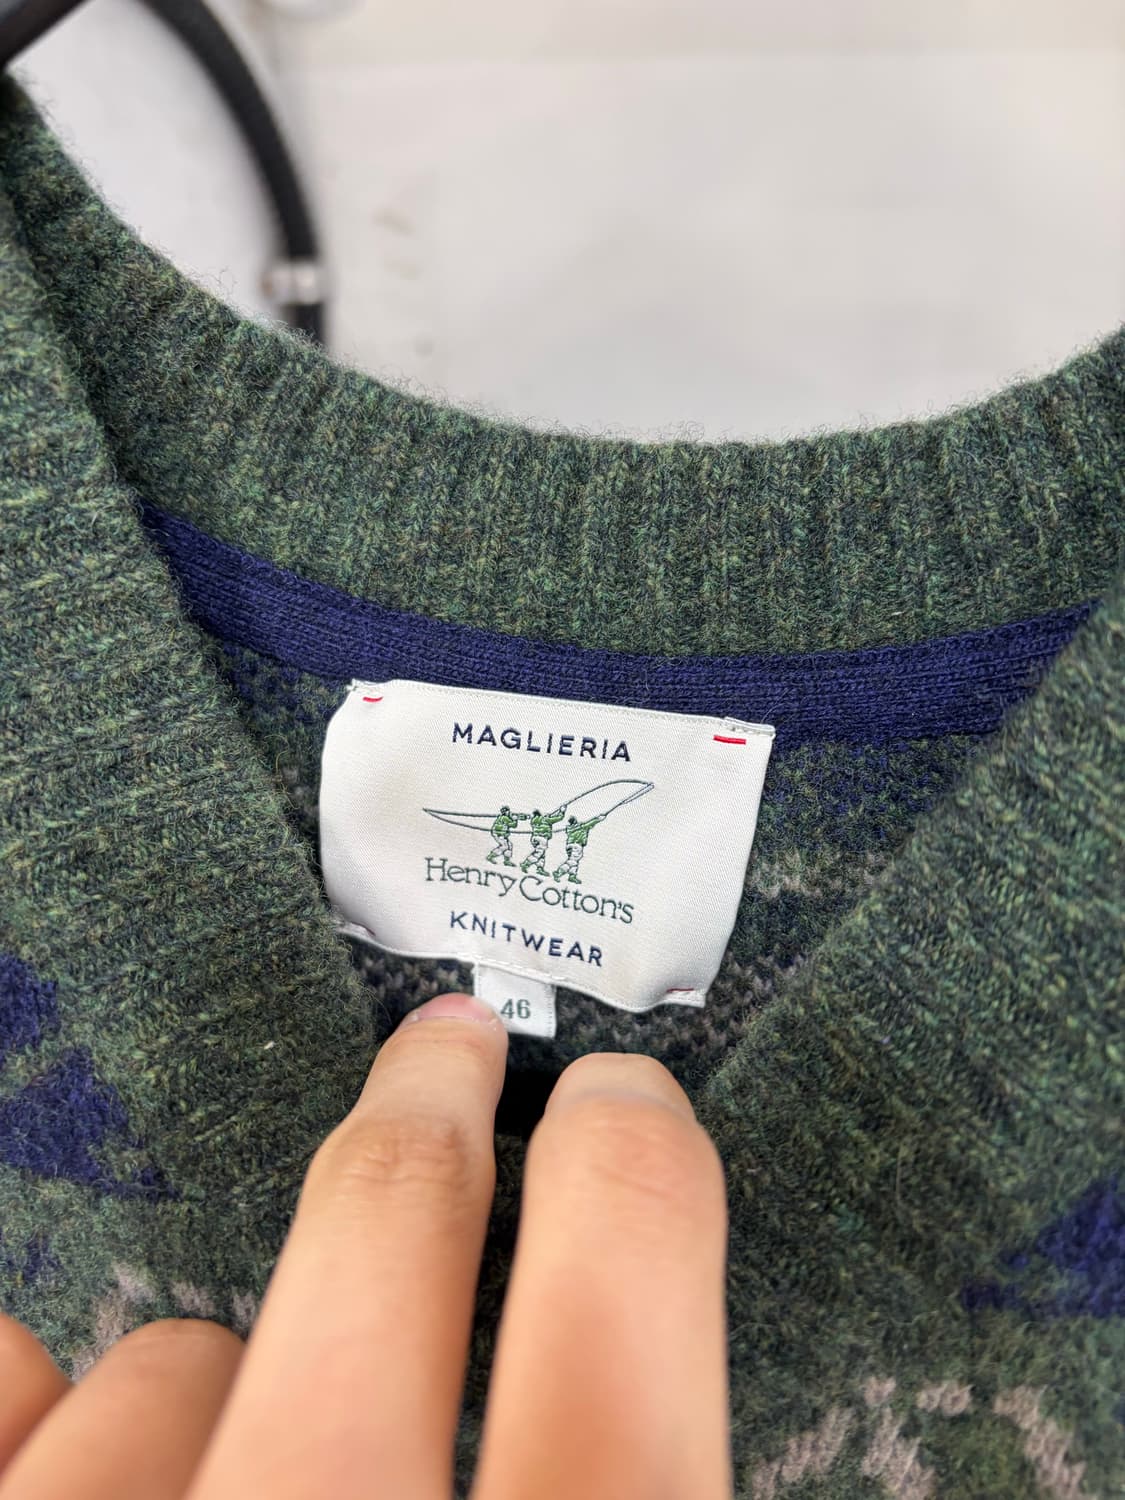 MAGLIERIA
Henry Cotton's
KNITWEAR
46